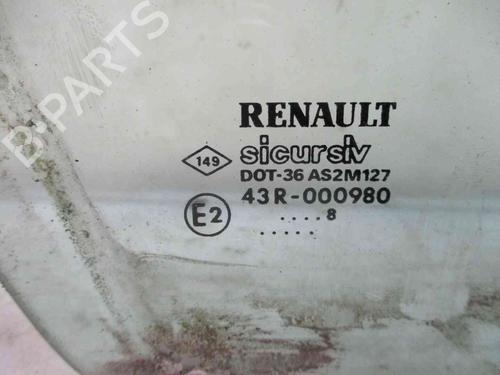 B-PARTS
RENAULT
149 sicursiv
DOT-36 AS2M127
E2 43R-000980
....8
.....